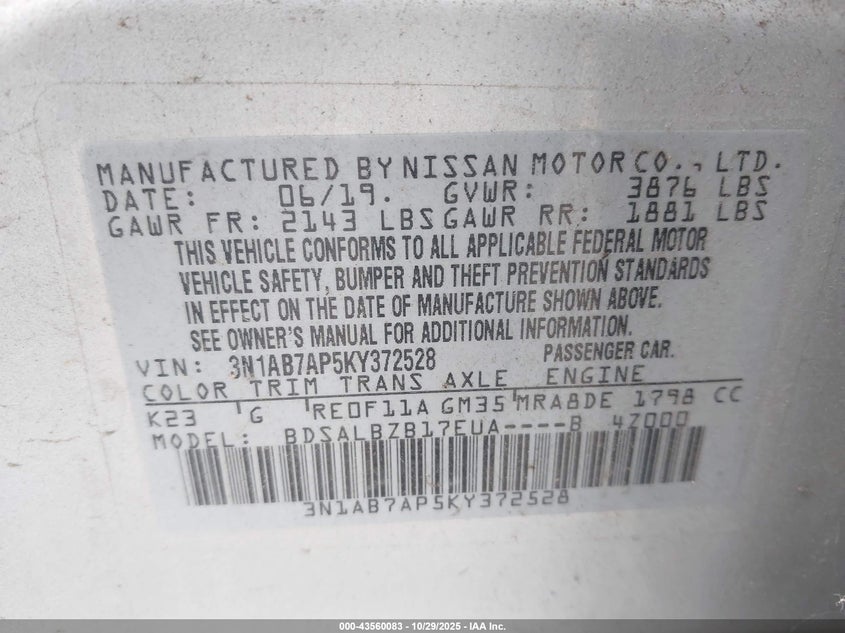 MANUFACTURED BY NISSAN MOTOR CO., LTD.
DATE: 06/19. GVWR: 3876 LBS
GAWR FR: 2143 LBS GAWR RR: 1881 LBS
THIS VEHICLE CONFORMS TO ALL APPLICABLE FEDERAL MOTOR
VEHICLE SAFETY, BUMPER AND THEFT PREVENTION STANDARDS
IN EFFECT ON THE DATE OF MANUFACTURE SHOWN ABOVE.
SEE OWNER'S MANUAL FOR ADDITIONAL INFORMATION.
VIN: 3N1AB7AP5KY372528 PASSENGER CAR.
COLOR TRIM TRANS AXLE ENGINE
K23 G RE0F11A GM35 MRA8DE 1798 CC
MODEL: BDSALBZB17EUA----B 47000
3N1AB7AP5KY372528
000-43560083 - 10/29/2025 - IAA Inc.